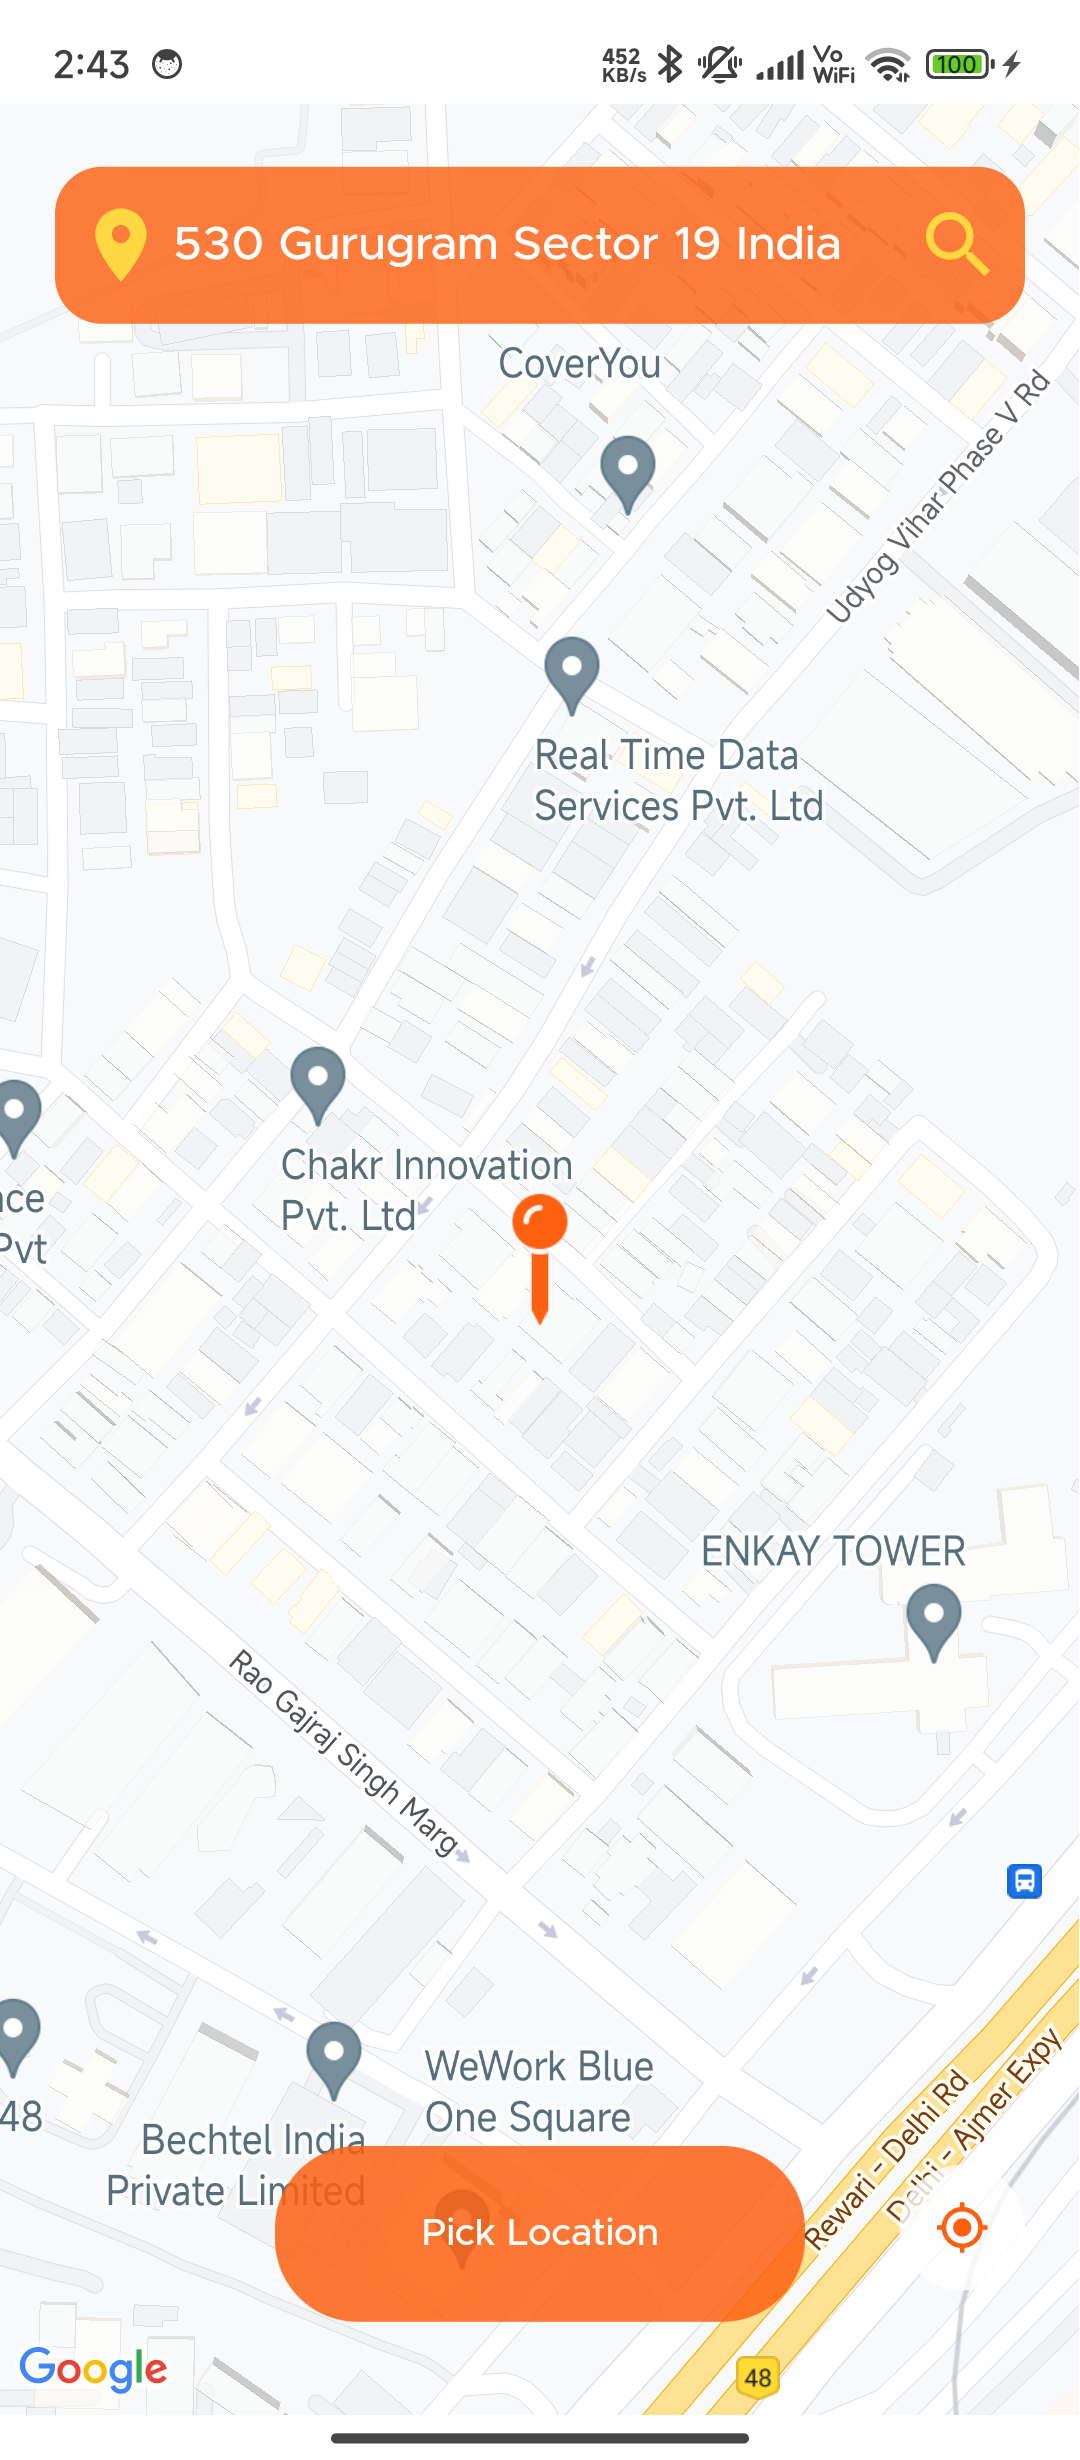 2:43
452
KB/s
Vo
WiFi
100
530 Gurugram Sector 19 India
CoverYou
Udyog Vihar Phase V Rd
Real Time Data
Services Pvt. Ltd
Chakr Innovation
Pvt. Ltd
ce
Pvt
ENKAY TOWER
Rao Gajraj Singh Marg
48
WeWork Blue
One Square
Bechtel India
Private Limited
Rewari - Delhi Rd
Delhi - Ajmer Expy
Pick Location
Google
48